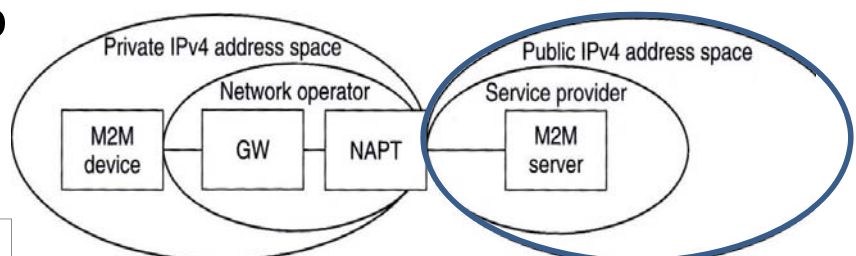 Private IPv4 address space
Public IPv4 address space
Network operator
Service provider
M2M
device
GW
NAPT
M2M
server